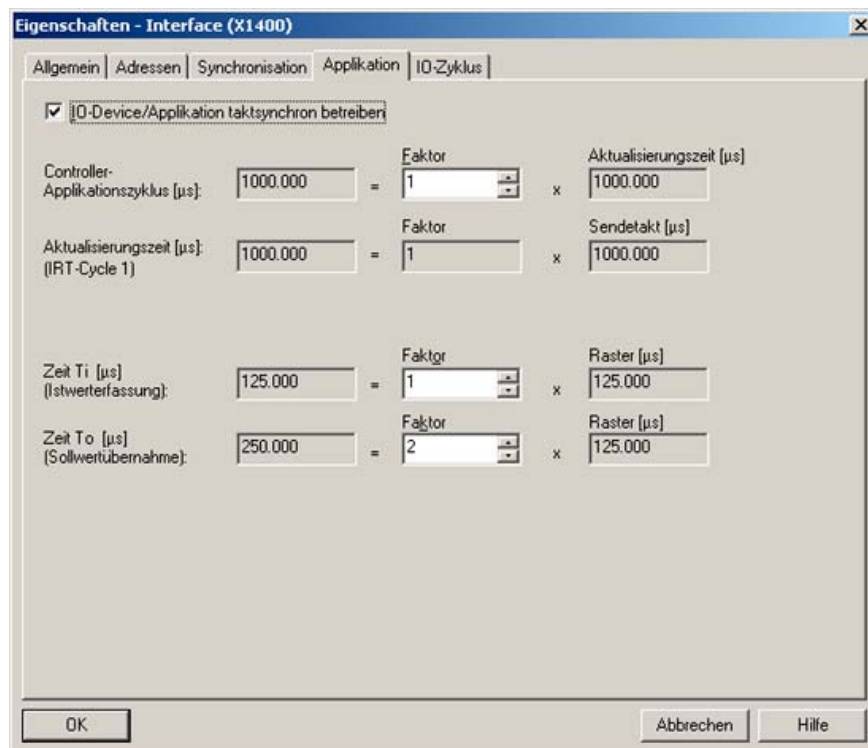 Eigenschaften - Interface (X1400)
Allgemein Adressen Synchronisation Applikation IO-Zyklus
IO-Device/Applikation taktsynchron betreiben
Faktor Aktualisierungszeit [µs]
Controller-
Applikationszyklus [µs]: 1000.000 = 1 x 1000.000
Faktor Sendetakt [µs]
Aktualisierungszeit [µs]: 1000.000 = 1 x 1000.000
(IRT-Cycle 1)
Faktor Raster [µs]
Zeit Ti [µs]
(Istwerterfassung): 125.000 = 1 x 125.000
Faktor Raster [µs]
Zeit To [µs]
(Sollwertübernahme): 250.000 = 2 x 125.000
OK Abbrechen Hilfe